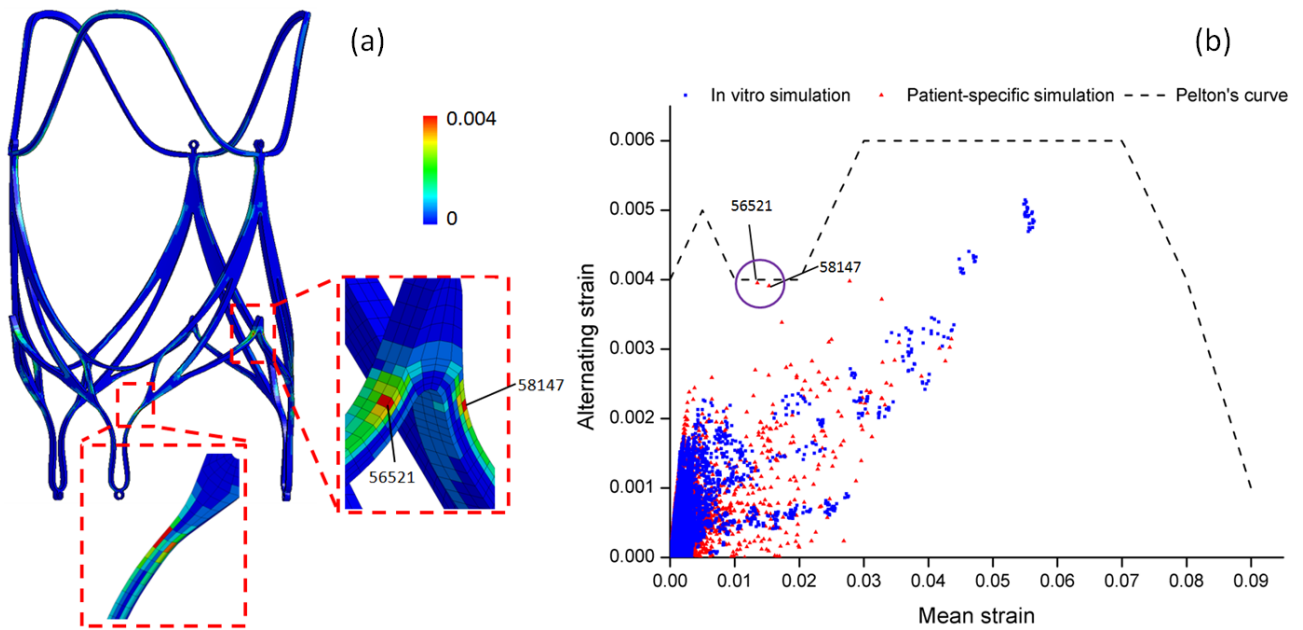 (a)
0.004
0
58147
56521
(b)
In vitro simulation
Patient-specific simulation
Pelton's curve
Alternating strain
0.006
0.005
0.004
0.003
0.002
0.001
0.000
56521
58147
0.00 0.01 0.02 0.03 0.04 0.05 0.06 0.07 0.08 0.09
Mean strain